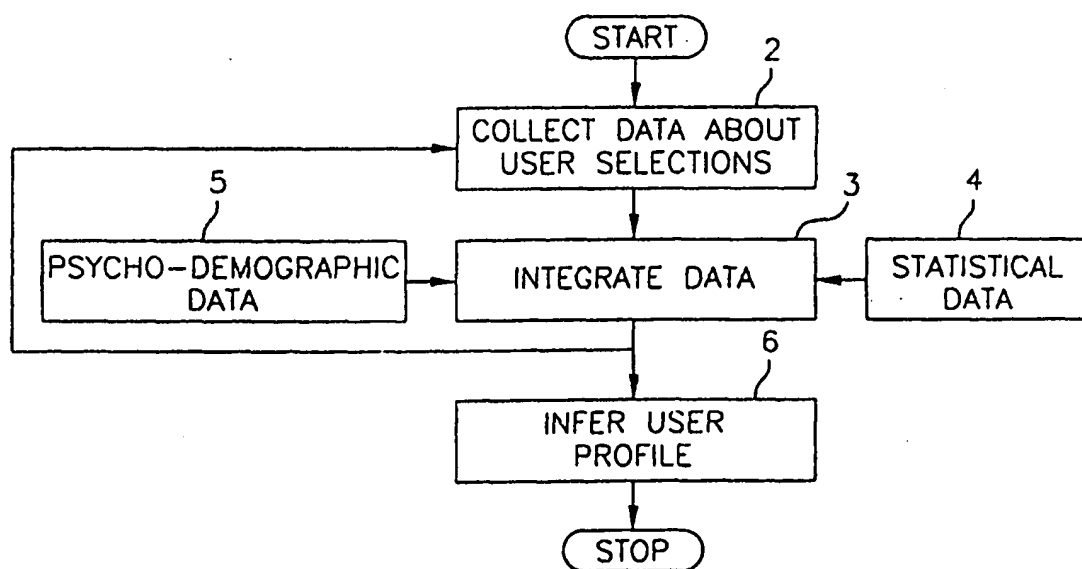 START
2
COLLECT DATA ABOUT
USER SELECTIONS
5
3
4
PSYCHO-DEMOGRAPHIC
DATA
INTEGRATE DATA
STATISTICAL
DATA
6
INFER USER
PROFILE
STOP